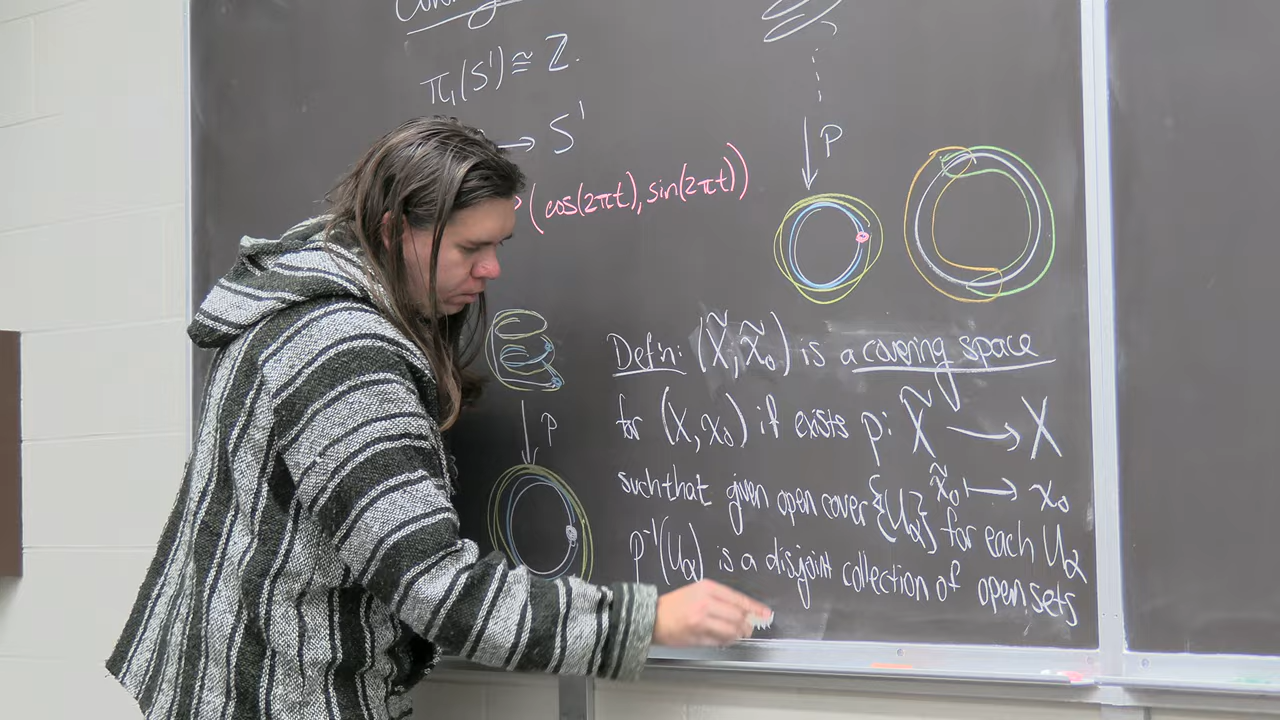 π₁(S¹) ≅ ℤ.
→ S¹
(cos(2πt), sin(2πt))
P
P
Def'n: (X̃, x̃₀) is a covering space
for (X, x₀) if exists p: X̃ → X
x̃₀ ↦ x₀
such that given open cover {U_α} for each U_α
p⁻¹(U_α) is a disjoint collection of open sets